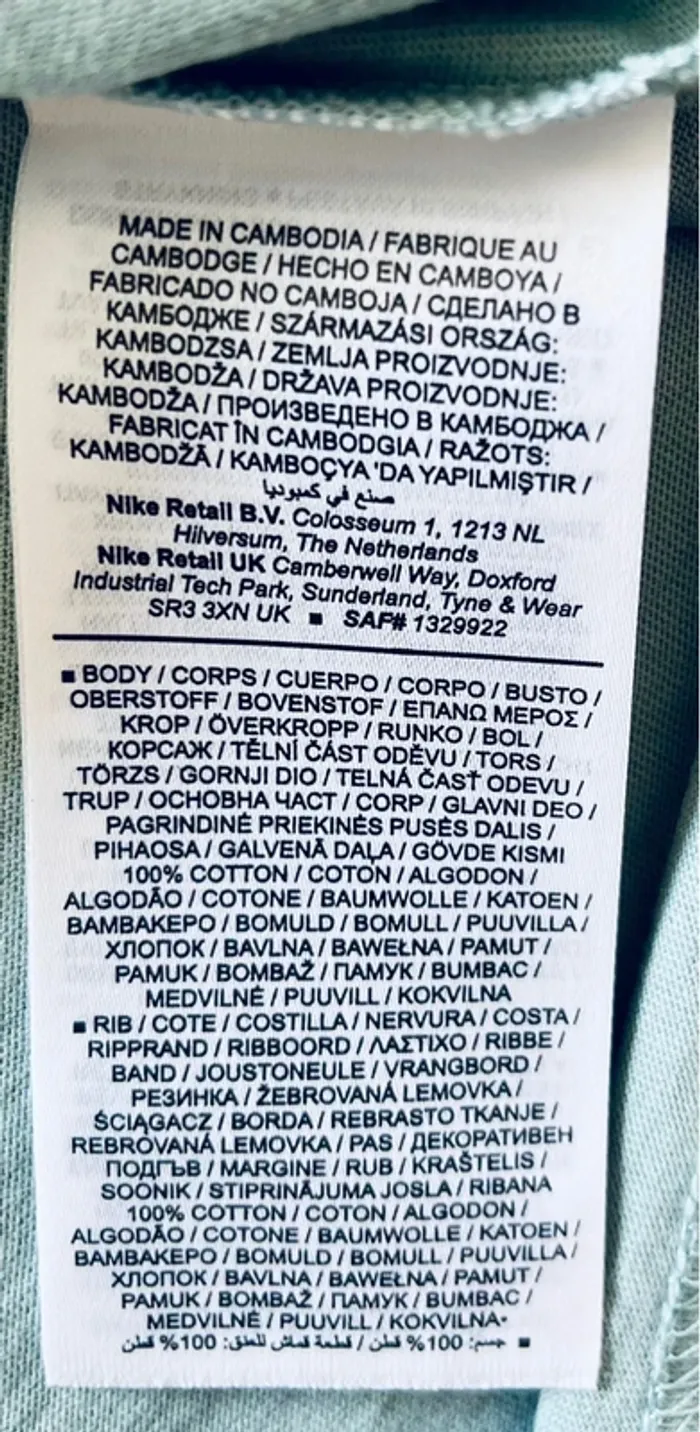 MADE IN CAMBODIA / FABRIQUE AU
CAMBODGE / HECHO EN CAMBOYA /
FABRICADO NO CAMBOJA / СДЕЛАНО В
КАМБОДЖЕ / SZÁRMAZÁSI ORSZÁG:
KAMBODZSA / ZEMLJA PROIZVODNJE:
KAMBODŽA / DRŽAVA PROIZVODNJE:
KAMBODŽA / ПРОИЗВЕДЕНО В КАМБОДЖА /
FABRICAT ÎN CAMBODGIA / RAŽOTS:
KAMBODŽĀ / KAMBOÇYA 'DA YAPILMIŞTIR /
صنع في كمبوديا
Nike Retail B.V. Colosseum 1, 1213 NL
Hilversum, The Netherlands
Nike Retail UK Camberwell Way, Doxford
Industrial Tech Park, Sunderland, Tyne & Wear
SR3 3XN UK ■ SAF# 1329922
■ BODY / CORPS / CUERPO / CORPO / BUSTO /
OBERSTOFF / BOVENSTOF / ΕΠΑΝΩ ΜΕΡΟΣ /
KROP / ÖVERKROPP / RUNKO / BOL /
КОРСАЖ / TĚLNÍ ČÁST ODĚVU / TORS /
TÖRZS / GORNJI DIO / TELNÁ ČASŤ ODEVU /
TRUP / ОСНОВНА ЧАСТ / CORP / GLAVNI DEO /
PAGRINDINĖ PRIEKINĖS PUSĖS DALIS /
PIHAOSA / GALVENĀ DAĻA / GÖVDE KISMI
100% COTTON / COTON / ALGODON /
ALGODÃO / COTONE / BAUMWOLLE / KATOEN /
ΒΑΜΒΑΚΕΡΟ / BOMULD / BOMULL / PUUVILLA /
ХЛОПОК / BAVLNA / BAWEŁNA / PAMUT /
PAMUK / BOMBAŽ / ПАМУК / BUMBAC /
MEDVILNĖ / PUUVILL / KOKVILNA
■ RIB / COTE / COSTILLA / NERVURA / COSTA /
RIPPRAND / RIBBOORD / ΛΑΣΤΙΧΟ / RIBBE /
BAND / JOUSTONEULE / VRANGBORD /
РЕЗИНКА / ŽEBROVANÁ LEMOVKA /
ŚCIĄGACZ / BORDA / REBRASTO TKANJE /
REBROVANÁ LEMOVKA / PAS / ДЕКОРАТИВЕН
ПОДГЪВ / MARGINE / RUB / KRAŠTELIS /
SOONIK / STIPRINĀJUMA JOSLA / RIBANA
100% COTTON / COTON / ALGODON /
ALGODÃO / COTONE / BAUMWOLLE / KATOEN /
ΒΑΜΒΑΚΕΡΟ / BOMULD / BOMULL / PUUVILLA /
ХЛОПОК / BAVLNA / BAWEŁNA / PAMUT /
PAMUK / BOMBAŽ / ПАМУК / BUMBAC /
MEDVILNĖ / PUUVILL / KOKVILNA•
■ جسم: 100% قطن / قطعة قماش للعنق: 100% قطن